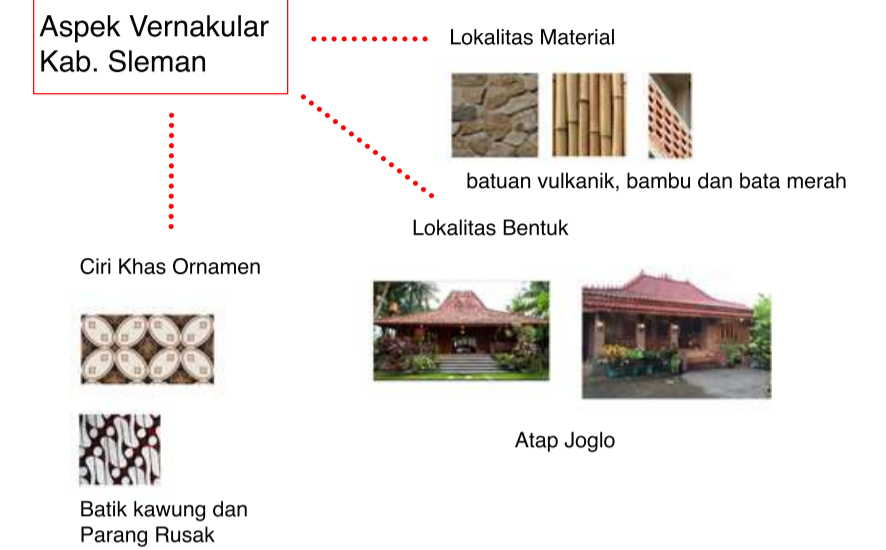 Aspek Vernakular
Kab. Sleman
Lokalitas Material
batuan vulkanik, bambu dan bata merah
Lokalitas Bentuk
Ciri Khas Ornamen
Atap Joglo
Batik kawung dan
Parang Rusak